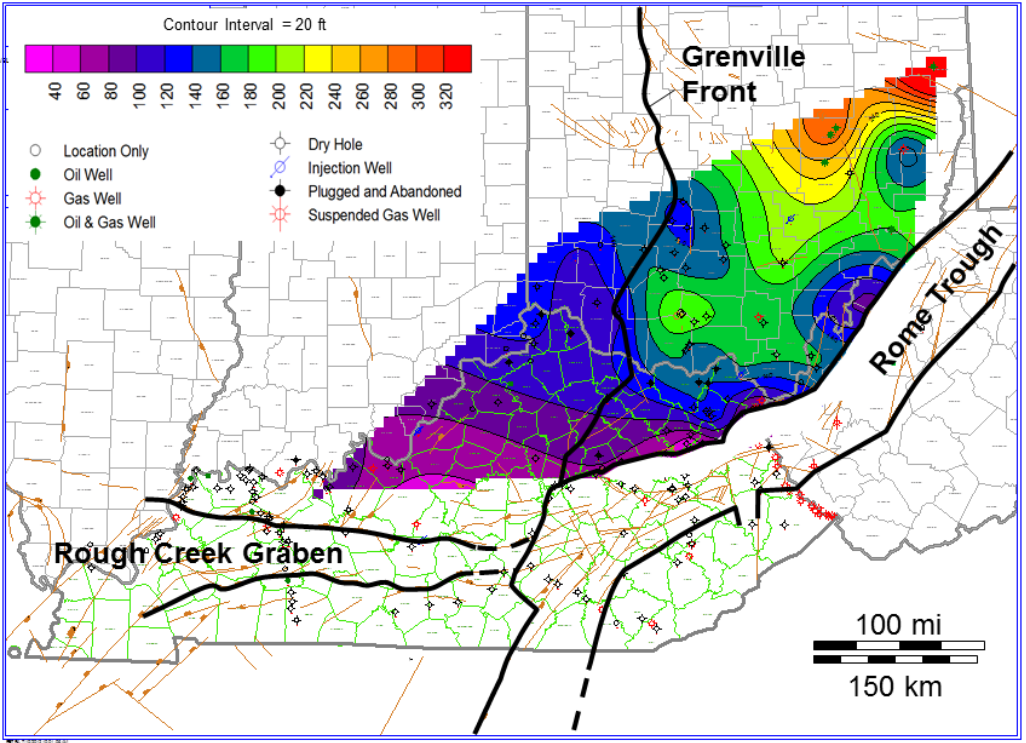 Contour Interval = 20 ft
40 60 80 100 120 140 160 180 200 220 240 260 280 300 320
Location Only
Oil Well
Gas Well
Oil & Gas Well
Dry Hole
Injection Well
Plugged and Abandoned
Suspended Gas Well
Grenville
Front
Rome Trough
Rough Creek Graben
100 mi
150 km